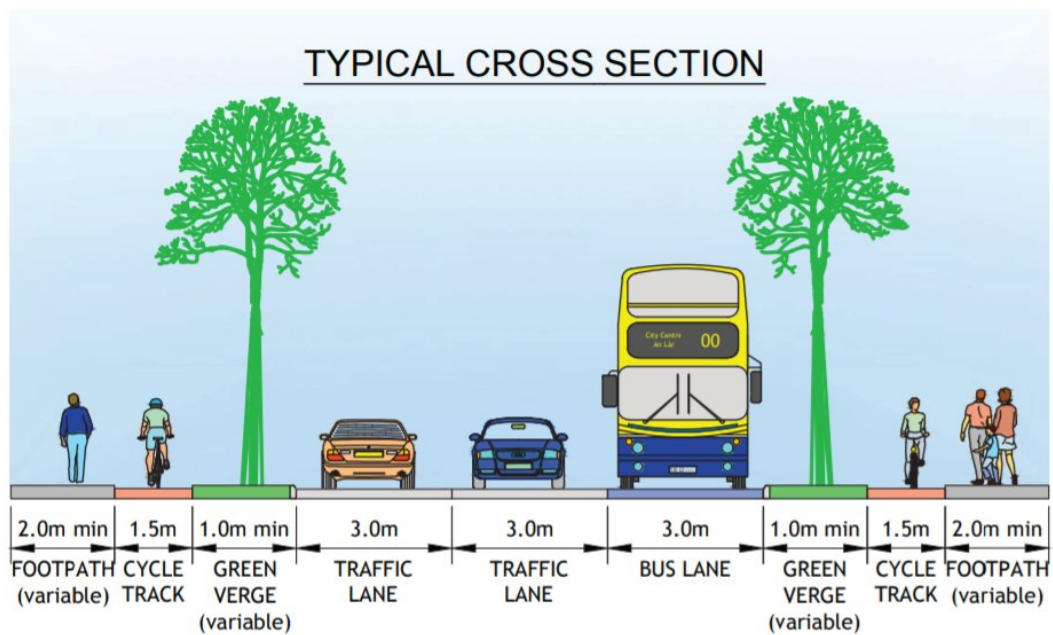 TYPICAL CROSS SECTION
City Centre
An Lár
00
2.0m min
1.5m
1.0m min
3.0m
3.0m
3.0m
1.0m min
1.5m
2.0m min
FOOTPATH
(variable)
CYCLE
TRACK
GREEN
VERGE
(variable)
TRAFFIC
LANE
TRAFFIC
LANE
BUS LANE
GREEN
VERGE
(variable)
CYCLE
TRACK
FOOTPATH
(variable)